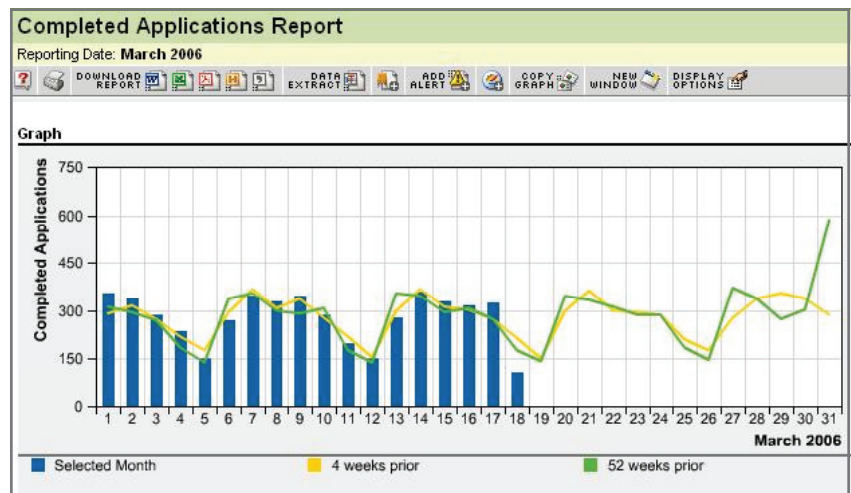 Completed Applications Report
Reporting Date: March 2006
DOWNLOAD REPORT DATA EXTRACT ADD ALERT COPY GRAPH NEW WINDOW DISPLAY OPTIONS
Graph
Completed Applications
750
600
450
300
150
0
1 2 3 4 5 6 7 8 9 10 11 12 13 14 15 16 17 18 19 20 21 22 23 24 25 26 27 28 29 30 31
March 2006
Selected Month 4 weeks prior 52 weeks prior